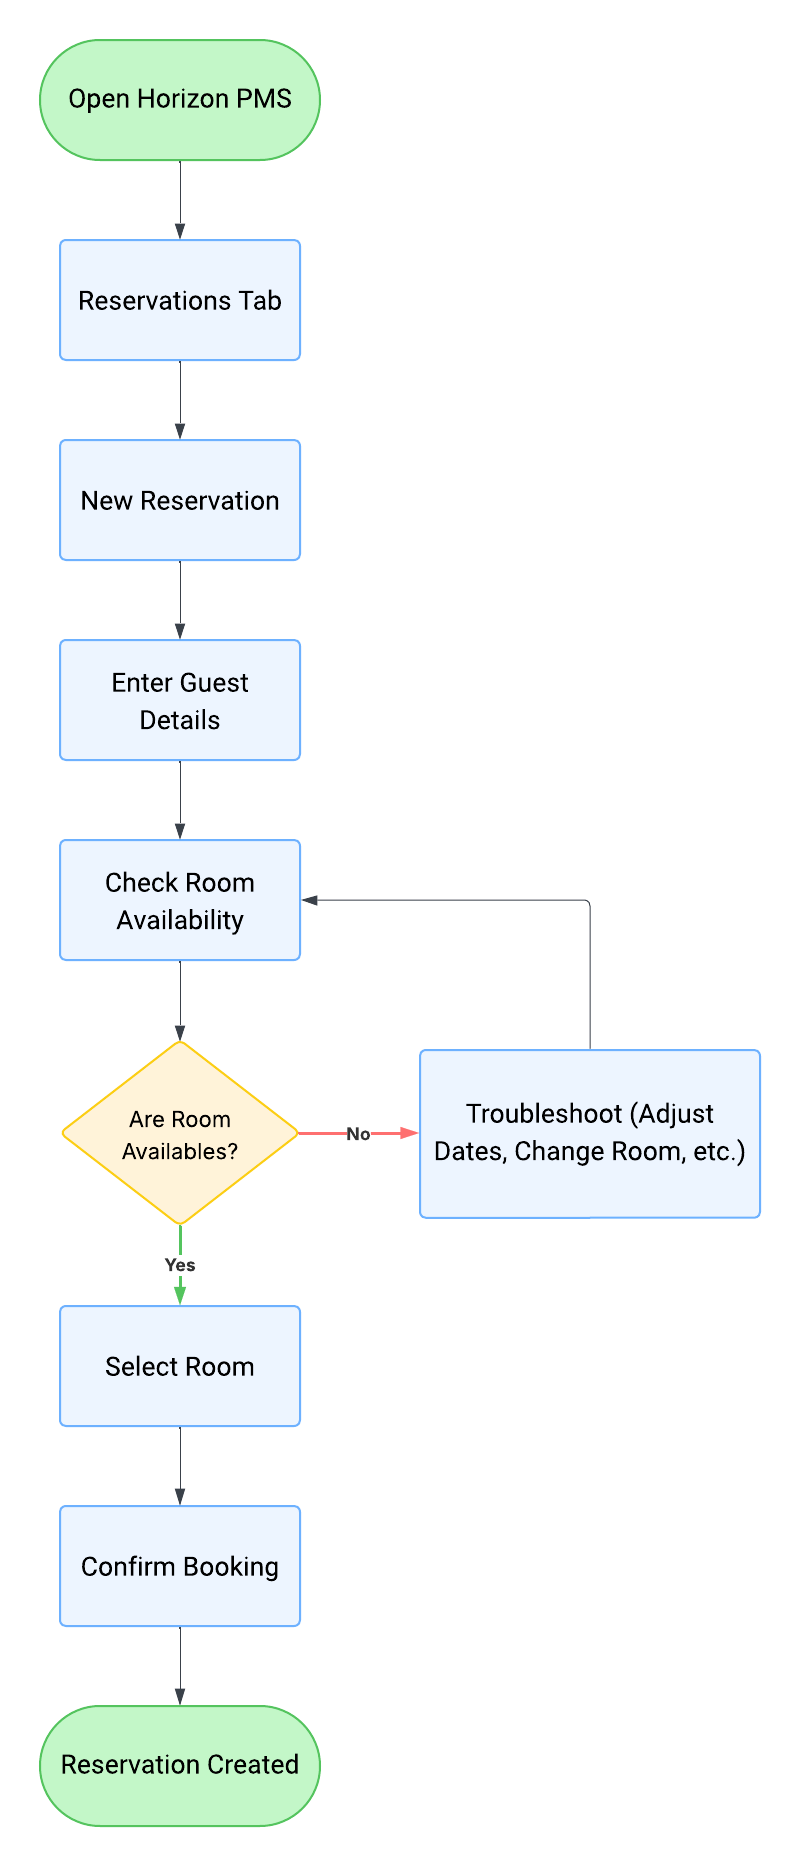 Open Horizon PMS
Reservations Tab
New Reservation
Enter Guest
Details
Check Room
Availability
Are Room
Availables?
No
Troubleshoot (Adjust
Dates, Change Room, etc.)
Yes
Select Room
Confirm Booking
Reservation Created